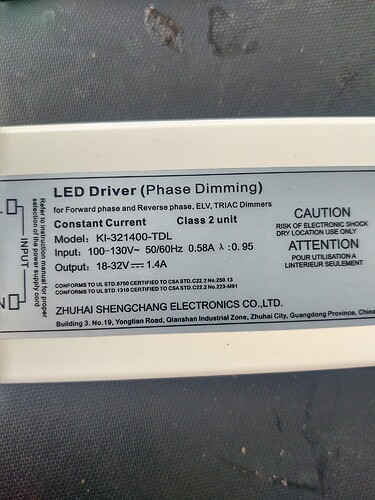 LED Driver (Phase Dimming)
for Forward phase and Reverse phase, ELV, TRIAC Dimmers
Constant Current Class 2 unit
Model: KI-321400-TDL
Input: 100-130V~ 50/60Hz 0.58A λ:0.95
Output: 18-32V⎓1.4A
CONFORMS TO UL STD.8750 CERTIFIED TO CSA STD.C22.2 No.250.13
CONFORMS TO UL STD.1310 CERTIFIED TO CSA STD.C22.2 No.223-M91
ZHUHAI SHENGCHANG ELECTRONICS CO.,LTD.
Building 3. No.19, Yongtian Road, Qianshan Industrial Zone, Zhuhai City, Guangdong Province, China
CAUTION
RISK OF ELECTRONIC SHOCK
DRY LOCATION USE ONLY
ATTENTION
POUR UTILISATION A
LINTERIEUR SEULEMENT
Refer to instruction manual for proper
selection of the power supply cord
INPUT
N